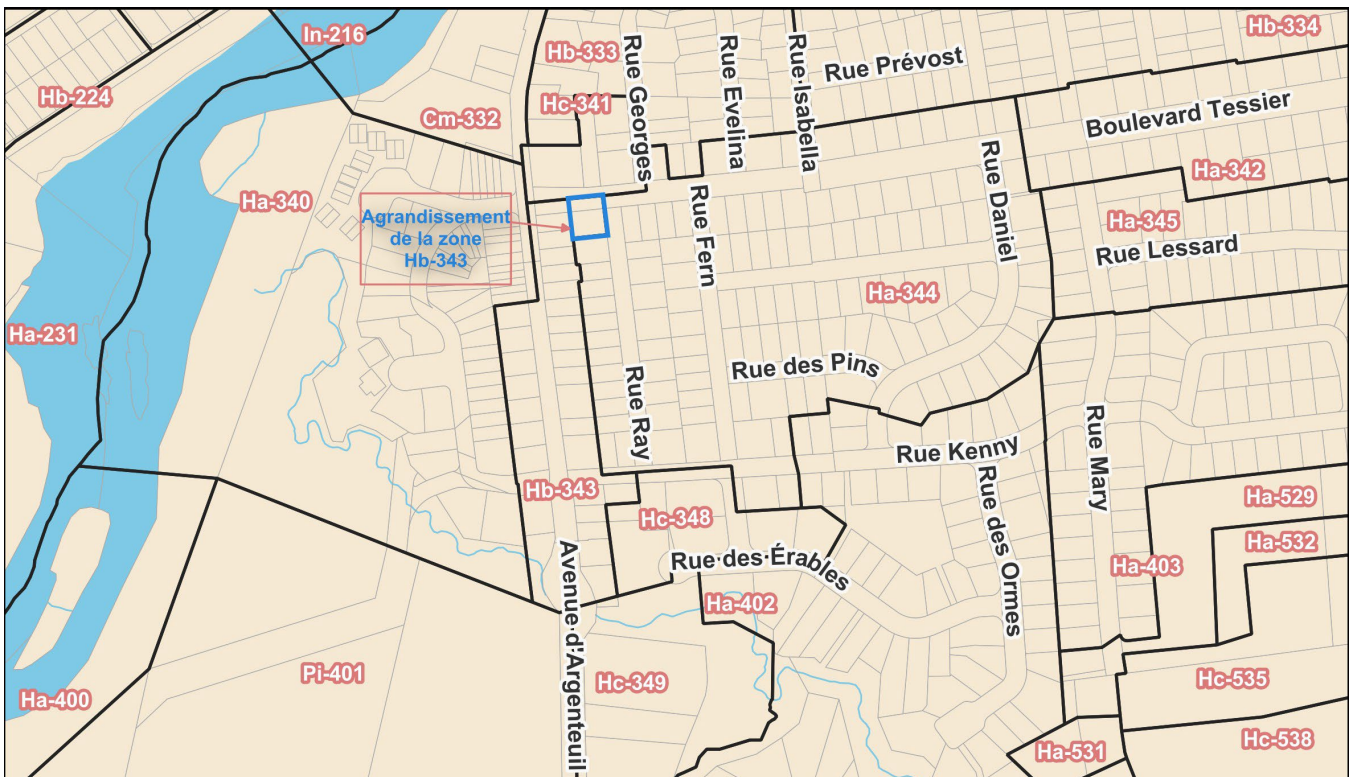 In-216
Hb-333
Hb-334
Rue Georges
Rue Evelina
Rue Isabella
Rue Prévost
Hb-224
Cm-332
Hc-341
Boulevard Tessier
Ha-340
Rue Daniel
Ha-342
Agrandissement
de la zone
Hb-343
Rue Fern
Ha-345
Rue Lessard
Ha-344
Ha-231
Rue Ray
Rue des Pins
Rue Mary
Rue Kenny
Hb-343
Rue des Ormes
Ha-529
Hc-348
Ha-532
Rue des Érables
Avenue d'Argenteuil
Ha-403
Ha-402
Pi-401
Hc-349
Ha-400
Hc-535
Ha-531
Hc-538